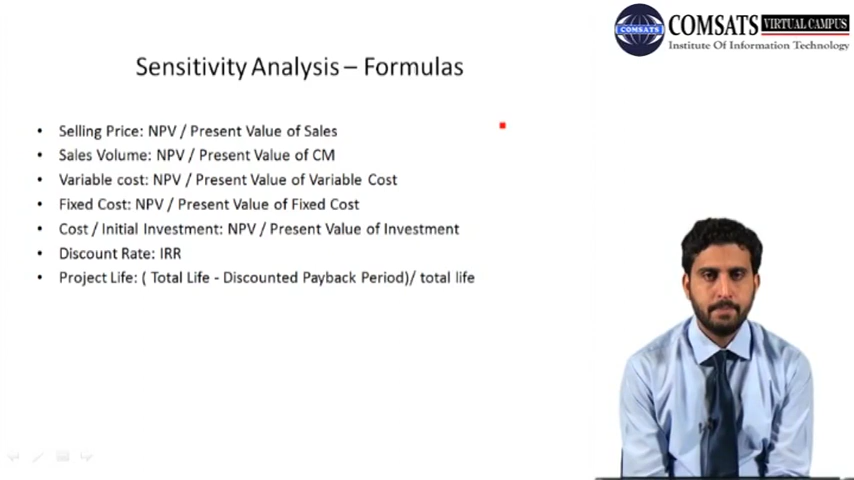 COMSATS VIRTUAL CAMPUS
COMSATS
Institute Of Information Technology
Sensitivity Analysis – Formulas
• Selling Price: NPV / Present Value of Sales
• Sales Volume: NPV / Present Value of CM
• Variable cost: NPV / Present Value of Variable Cost
• Fixed Cost: NPV / Present Value of Fixed Cost
• Cost / Initial Investment: NPV / Present Value of Investment
• Discount Rate: IRR
• Project Life: ( Total Life - Discounted Payback Period)/ total life